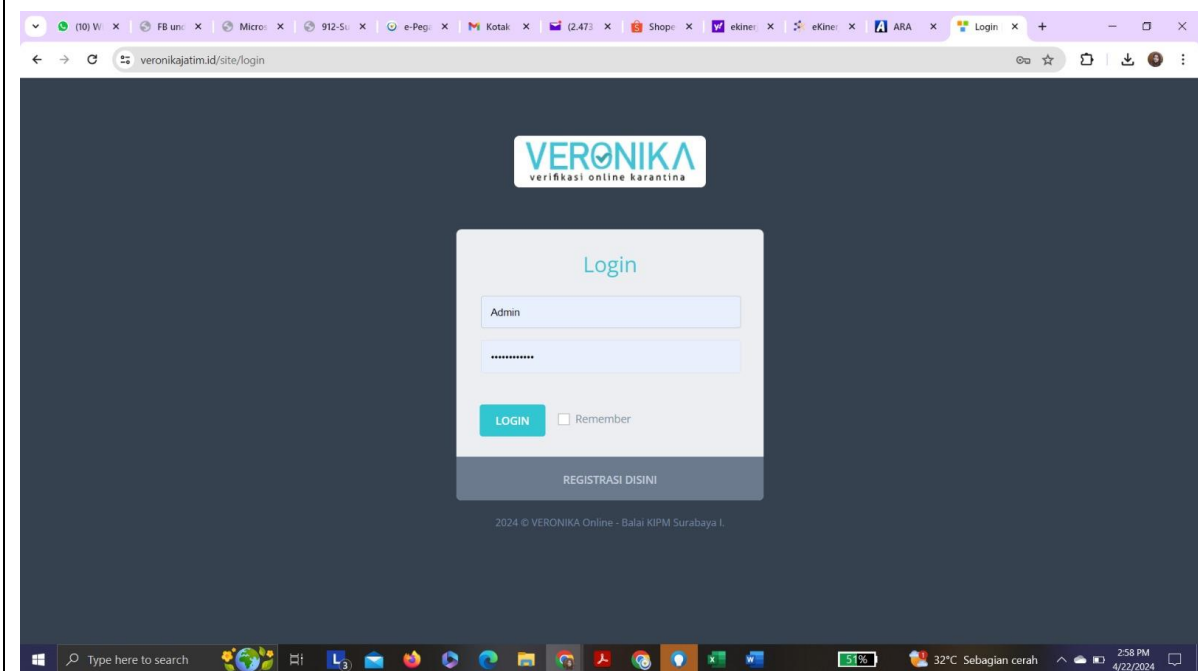 (10) W
FB unc
Micros
912-Su
e-Pega
Kotak
(2.473
Shope
ekiner
eKiner
ARA
Login
veronikajatim.id/site/login
VERONIKA
verifikasi online karantina
Login
Admin
••••••••••••
LOGIN
Remember
REGISTRASI DISINI
2024 © VERONIKA Online - Balai KIPM Surabaya I.
Type here to search
51%
32°C Sebagian cerah
2:58 PM
4/22/2024